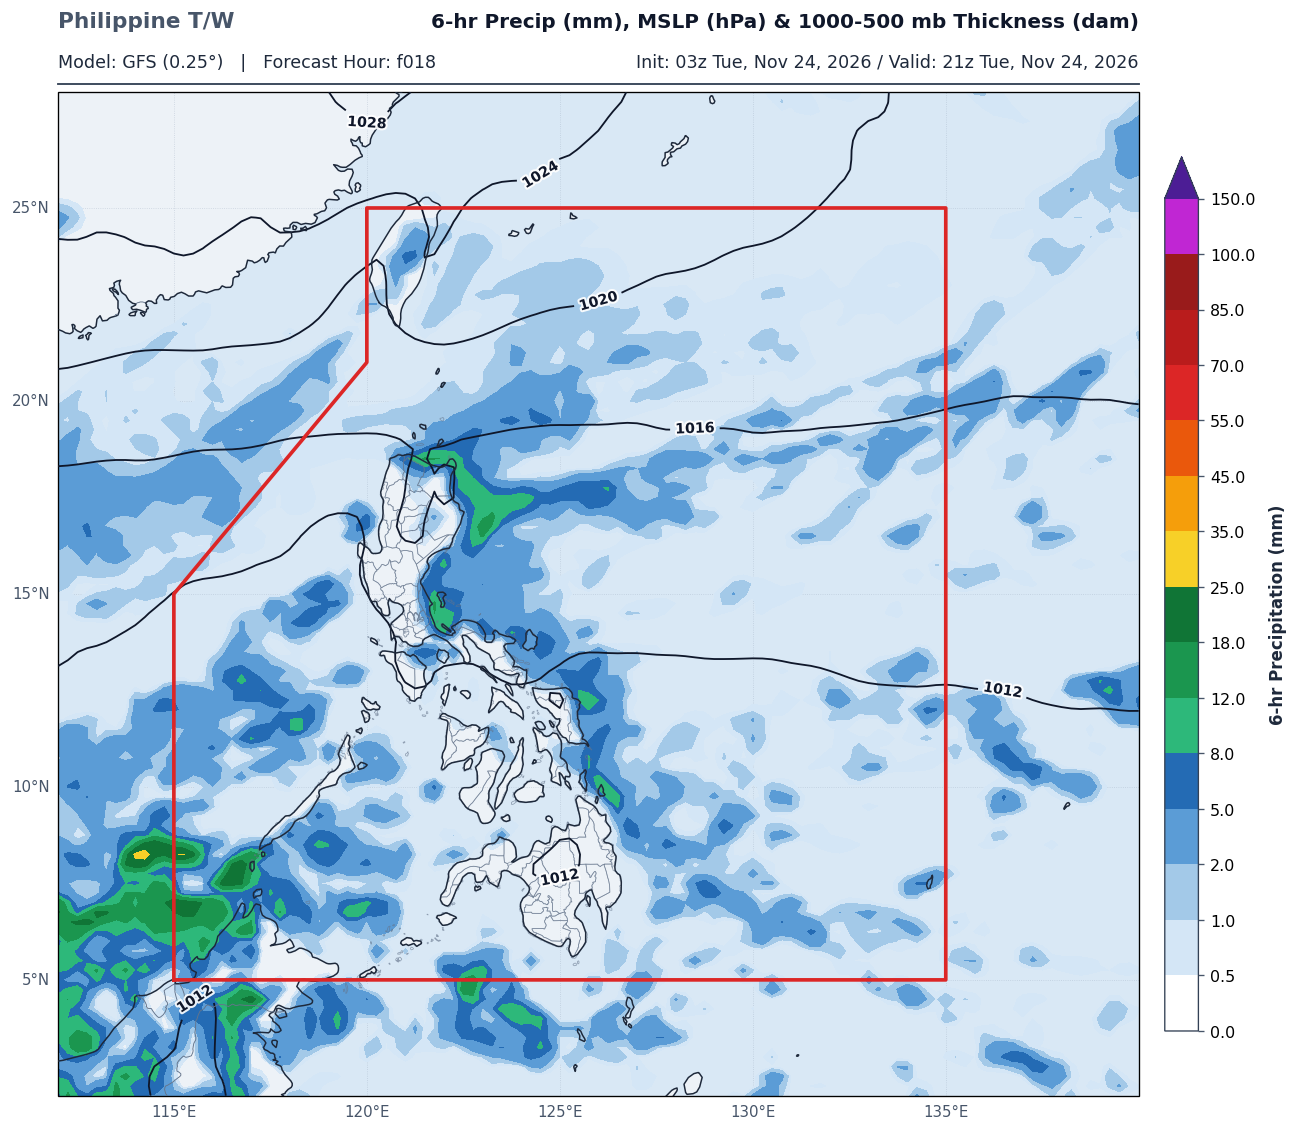 Philippine T/W
6-hr Precip (mm), MSLP (hPa) & 1000-500 mb Thickness (dam)
Model: GFS (0.25°) | Forecast Hour: f018
Init: 03z Tue, Nov 24, 2026 / Valid: 21z Tue, Nov 24, 2026
1028
1024
1020
1016
1012
1012
1012
25°N
20°N
15°N
10°N
5°N
115°E
120°E
125°E
130°E
135°E
150.0
100.0
85.0
70.0
55.0
45.0
35.0
25.0
18.0
12.0
8.0
5.0
2.0
1.0
0.5
0.0
6-hr Precipitation (mm)